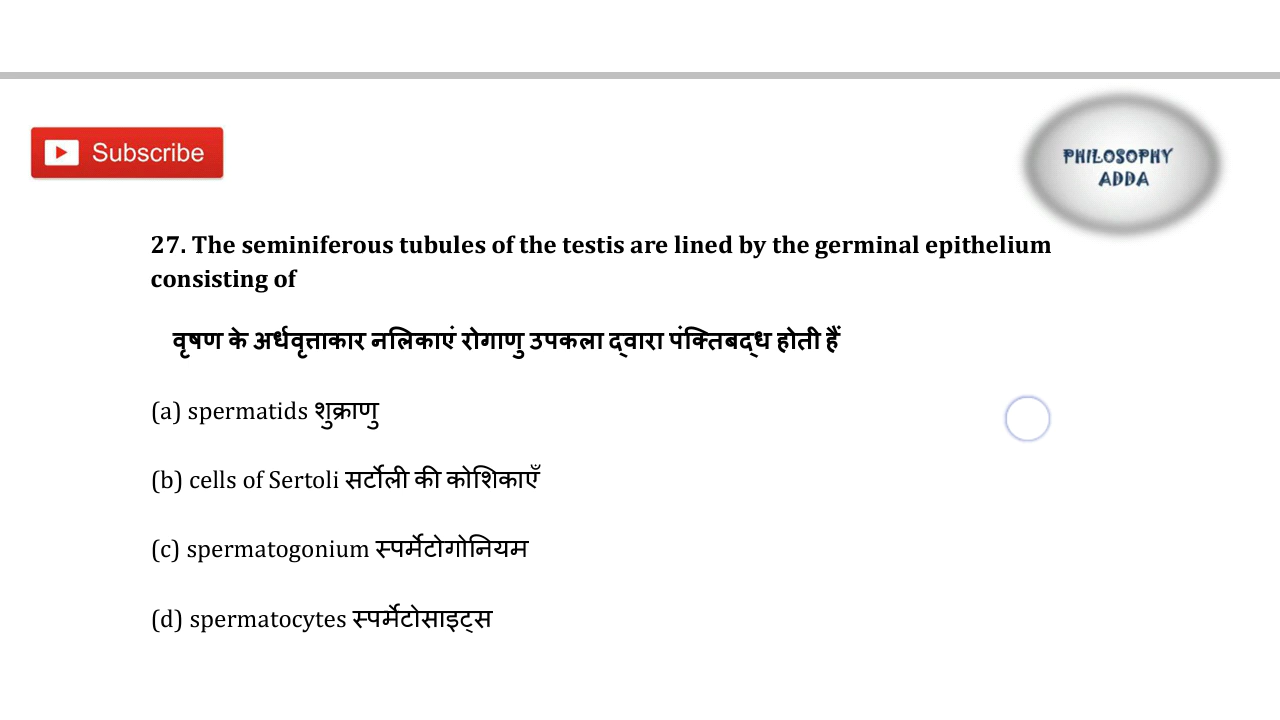 Subscribe
PHILOSOPHY
ADDA
27. The seminiferous tubules of the testis are lined by the germinal epithelium
consisting of
वृषण के अर्धवृत्ताकार नलिकाएं रोगाणु उपकला द्वारा पंक्तिबद्ध होती हैं
(a) spermatids शुक्राणु
(b) cells of Sertoli सर्टोली की कोशिकाएँ
(c) spermatogonium स्पर्मेटोगोनियम
(d) spermatocytes स्पर्मेटोसाइट्स